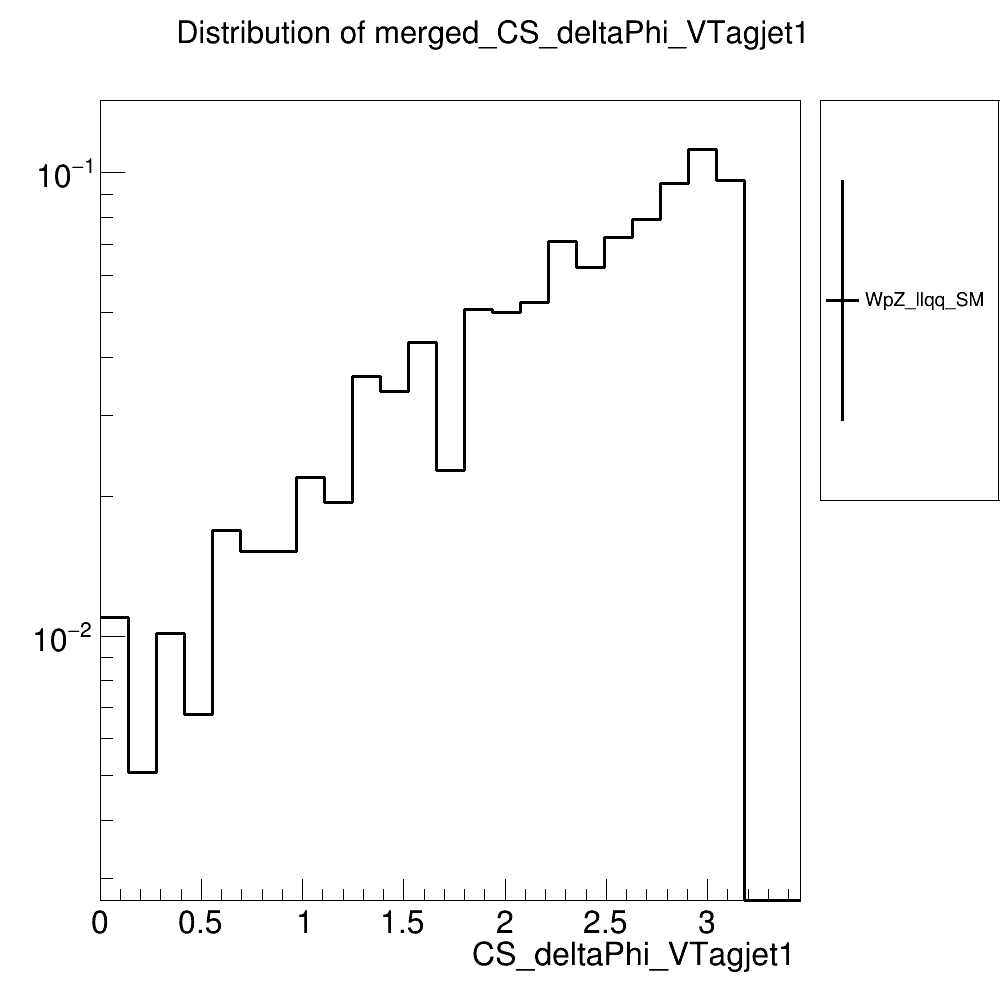 Distribution of merged_CS_deltaPhi_VTagjet1
10⁻¹
10⁻²
0 0.5 1 1.5 2 2.5 3
CS_deltaPhi_VTagjet1
WpZ_llqq_SM